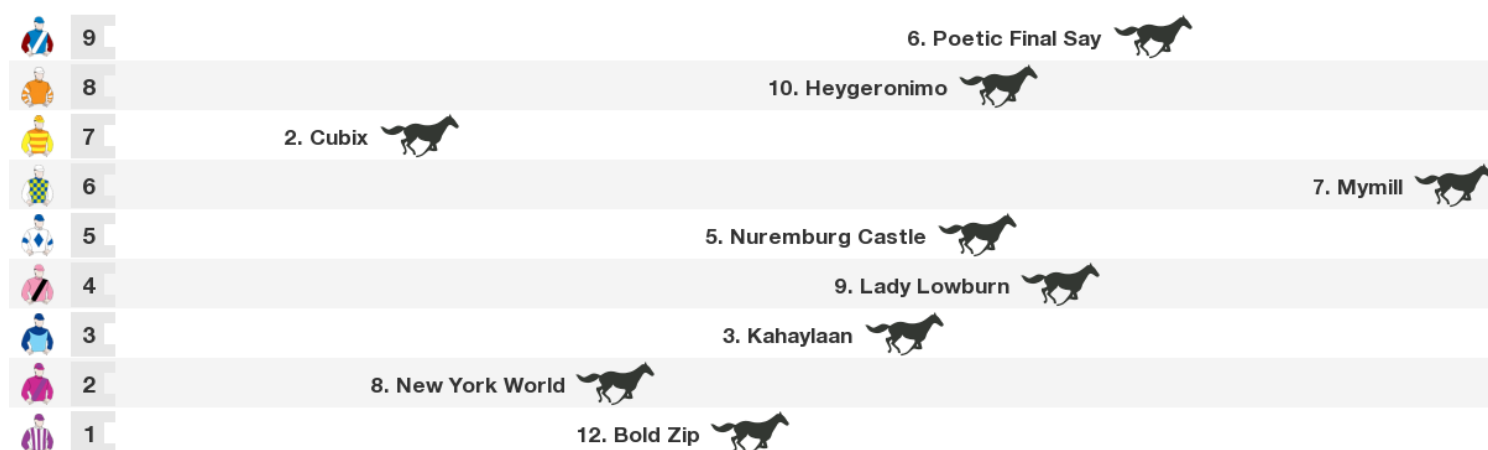 9 6. Poetic Final Say
8 10. Heygeronimo
7 2. Cubix
6 7. Mymill
5 5. Nuremburg Castle
4 9. Lady Lowburn
3 3. Kahaylaan
2 8. New York World
1 12. Bold Zip